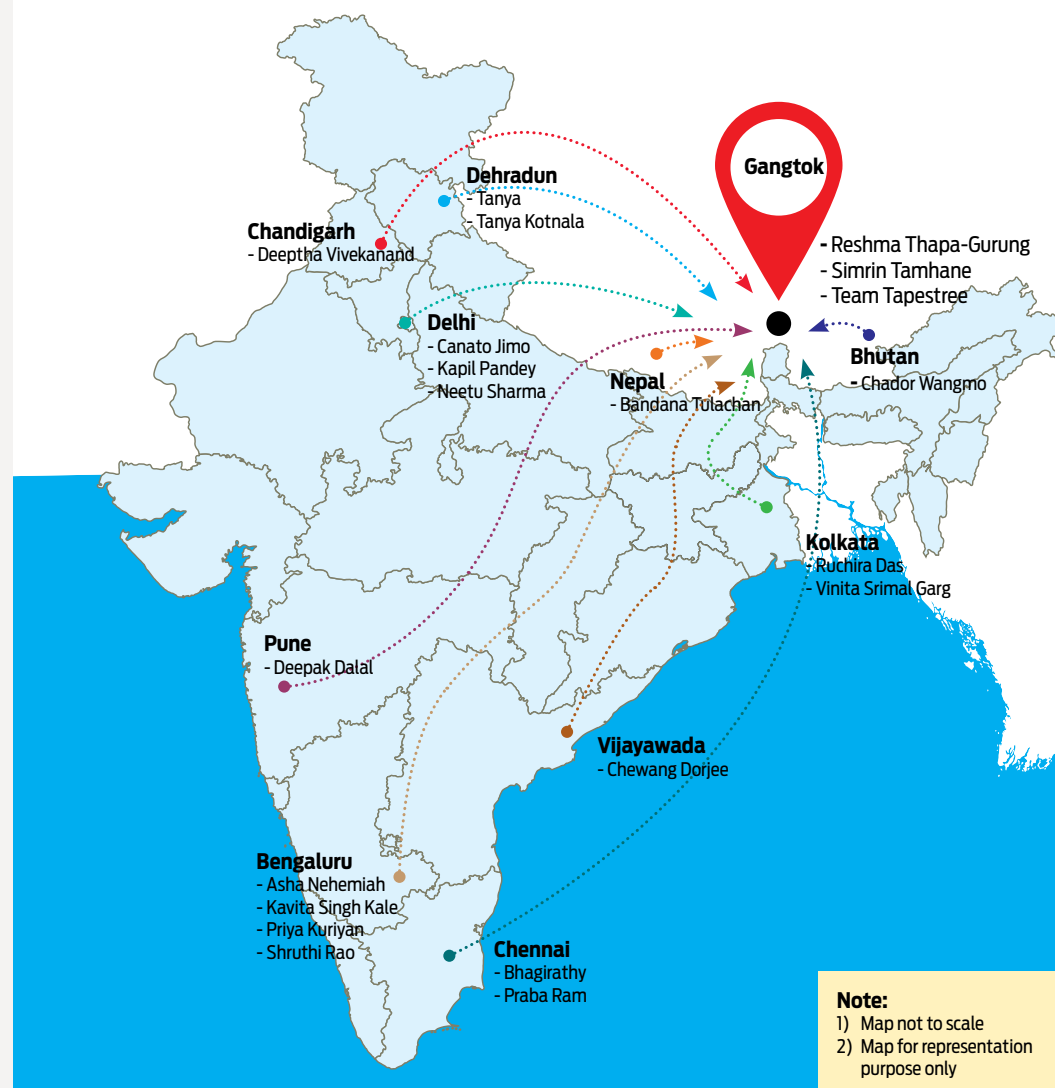 Gangtok
- Reshma Thapa-Gurung
- Simrin Tamhane
- Team Tapestree
Dehradun
- Tanya
- Tanya Kotnala
Chandigarh
- Deeptha Vivekanand
Delhi
- Canato Jimo
- Kapil Pandey
- Neetu Sharma
Nepal
- Bandana Tulachan
Bhutan
- Chador Wangmo
Kolkata
- Ruchira Das
- Vinita Srimal Garg
Pune
- Deepak Dalal
Vijayawada
- Chewang Dorjee
Bengaluru
- Asha Nehemiah
- Kavita Singh Kale
- Priya Kuriyan
- Shruthi Rao
Chennai
- Bhagirathy
- Praba Ram
Note:
1) Map not to scale
2) Map for representation
purpose only